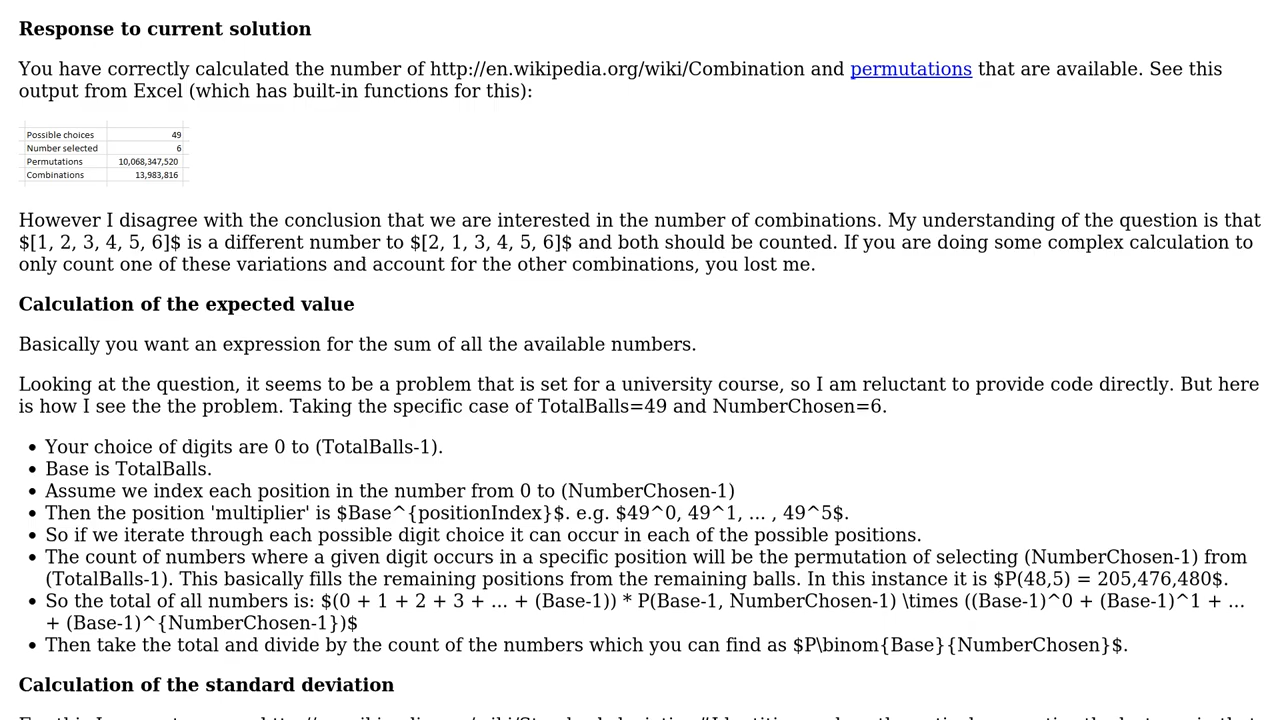 Response to current solution
You have correctly calculated the number of http://en.wikipedia.org/wiki/Combination and permutations that are available. See this
output from Excel (which has built-in functions for this):
Possible choices 49
Number selected 6
Permutations 10,068,347,520
Combinations 13,983,816
However I disagree with the conclusion that we are interested in the number of combinations. My understanding of the question is that
$[1, 2, 3, 4, 5, 6]$ is a different number to $[2, 1, 3, 4, 5, 6]$ and both should be counted. If you are doing some complex calculation to
only count one of these variations and account for the other combinations, you lost me.
Calculation of the expected value
Basically you want an expression for the sum of all the available numbers.
Looking at the question, it seems to be a problem that is set for a university course, so I am reluctant to provide code directly. But here
is how I see the the problem. Taking the specific case of TotalBalls=49 and NumberChosen=6.
• Your choice of digits are 0 to (TotalBalls-1).
• Base is TotalBalls.
• Assume we index each position in the number from 0 to (NumberChosen-1)
• Then the position 'multiplier' is $Base^{positionIndex}$. e.g. $49^0, 49^1, ... , 49^5$.
• So if we iterate through each possible digit choice it can occur in each of the possible positions.
• The count of numbers where a given digit occurs in a specific position will be the permutation of selecting (NumberChosen-1) from
(TotalBalls-1). This basically fills the remaining positions from the remaining balls. In this instance it is $P(48,5) = 205,476,480$.
• So the total of all numbers is: $(0 + 1 + 2 + 3 + ... + (Base-1)) * P(Base-1, NumberChosen-1) \times ((Base-1)^0 + (Base-1)^1 + ...
+ (Base-1)^{NumberChosen-1})$
• Then take the total and divide by the count of the numbers which you can find as $P\binom{Base}{NumberChosen}$.
Calculation of the standard deviation